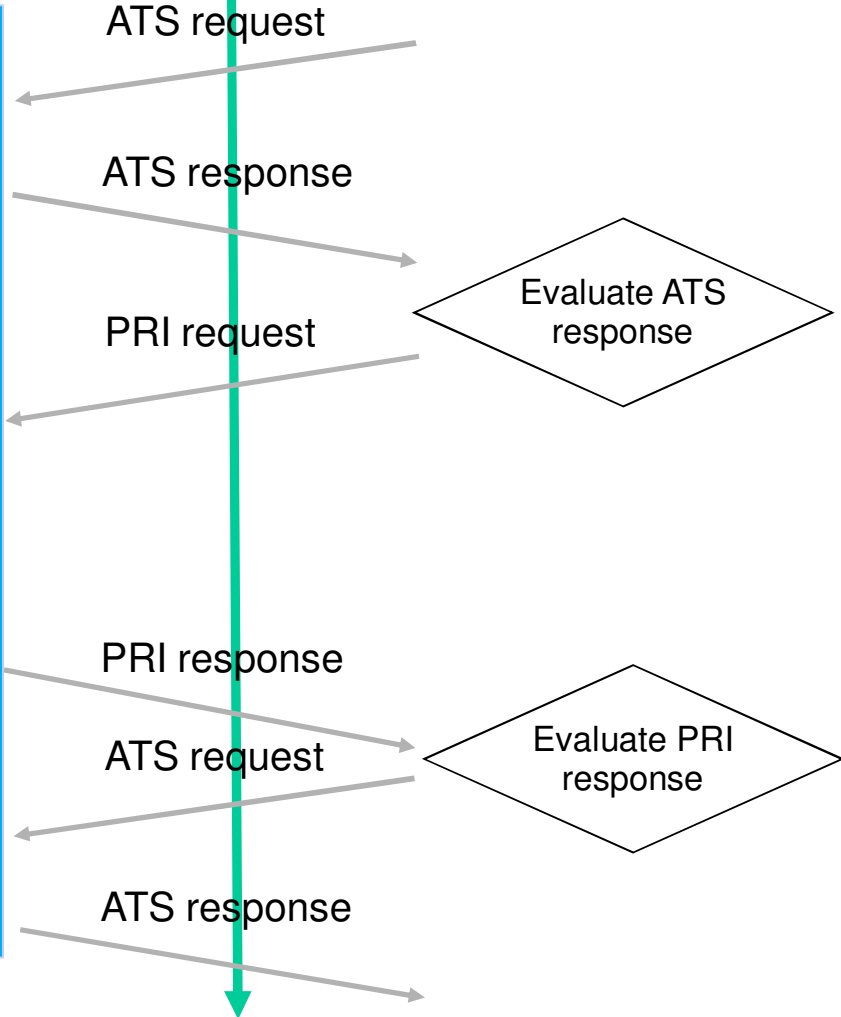 ATS request
ATS response
Evaluate ATS
response
PRI request
PRI response
Evaluate PRI
response
ATS request
ATS response